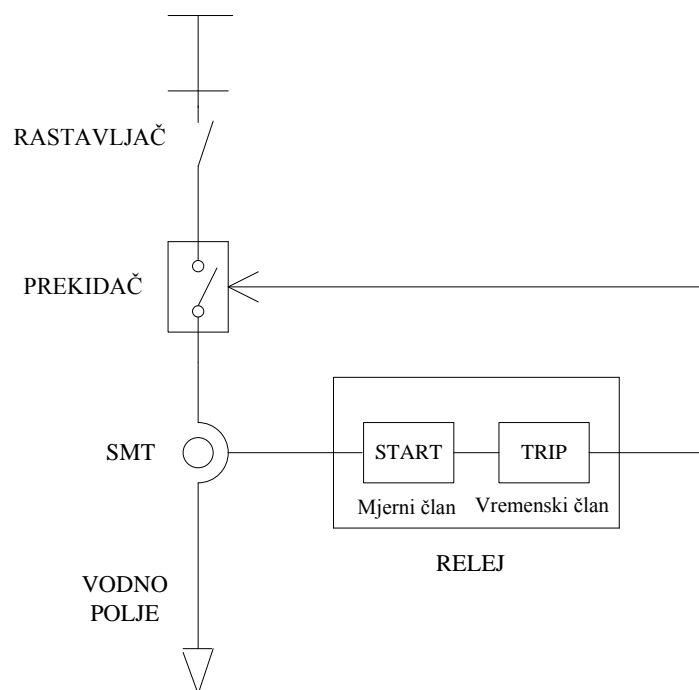 RASTAVLJAČ
PREKIDAČ
SMT
START
TRIP
Mjerni član
Vremenski član
RELEJ
VODNO
POLJE